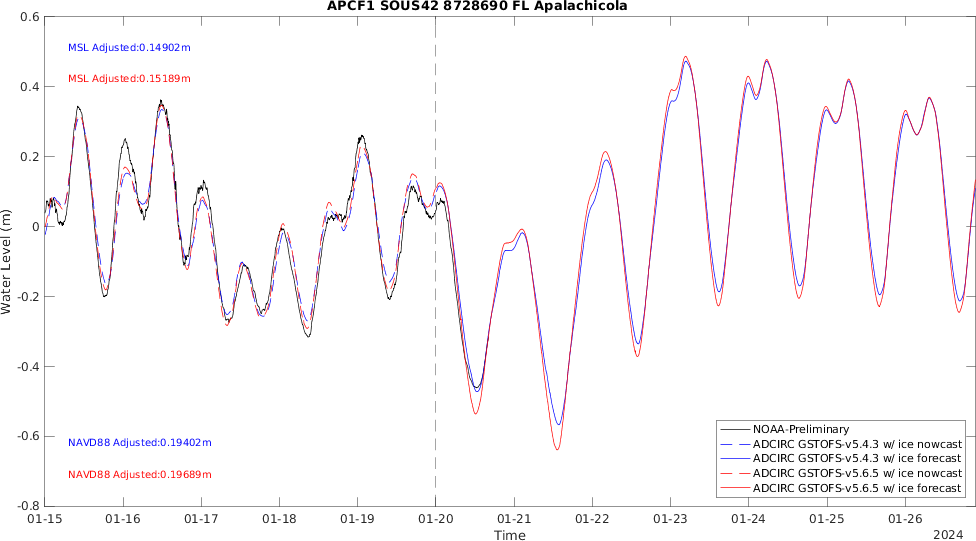 APCF1 SOUS42 8728690 FL Apalachicola
0.6
0.4
0.2
0
-0.2
-0.4
-0.6
-0.8
Water Level (m)
MSL Adjusted:0.14902m
MSL Adjusted:0.15189m
NAVD88 Adjusted:0.19402m
NAVD88 Adjusted:0.19689m
NOAA-Preliminary
ADCIRC GSTOFS-v5.4.3 w/ ice nowcast
ADCIRC GSTOFS-v5.4.3 w/ ice forecast
ADCIRC GSTOFS-v5.6.5 w/ ice nowcast
ADCIRC GSTOFS-v5.6.5 w/ ice forecast
01-15 01-16 01-17 01-18 01-19 01-20 01-21 01-22 01-23 01-24 01-25 01-26
Time
2024